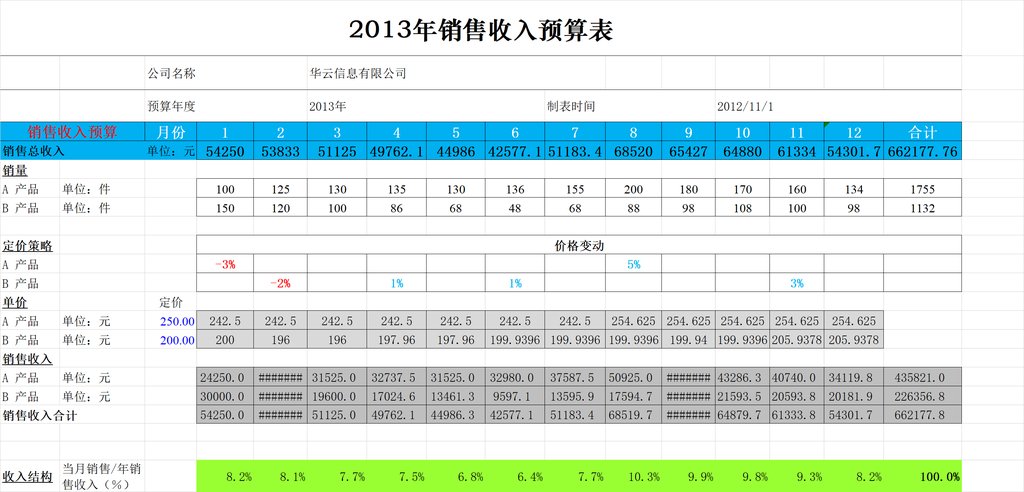 2013年销售收入预算表
公司名称 华云信息有限公司
预算年度 2013年 制表时间 2012/11/1
销售收入预算 月份 1 2 3 4 5 6 7 8 9 10 11 12 合计
销售总收入 单位：元 54250 53833 51125 49762.1 44986 42577.1 51183.4 68520 65427 64880 61334 54301.7 662177.76
销量
A 产品 单位：件 100 125 130 135 130 136 155 200 180 170 160 134 1755
B 产品 单位：件 150 120 100 86 68 48 68 88 98 108 100 98 1132
定价策略 价格变动
A 产品 -3% 5%
B 产品 -2% 1% 1% 3%
单价 定价
A 产品 单位：元 250.00 242.5 242.5 242.5 242.5 242.5 242.5 242.5 254.625 254.625 254.625 254.625 254.625
B 产品 单位：元 200.00 200 196 196 197.96 197.96 199.9396 199.9396 199.9396 199.94 199.9396 205.9378 205.9378
销售收入
A 产品 单位：元 24250.0 ####### 31525.0 32737.5 31525.0 32980.0 37587.5 50925.0 ####### 43286.3 40740.0 34119.8 435821.0
B 产品 单位：元 30000.0 ####### 19600.0 17024.6 13461.3 9597.1 13595.9 17594.7 ####### 21593.5 20593.8 20181.9 226356.8
销售收入合计 54250.0 ####### 51125.0 49762.1 44986.3 42577.1 51183.4 68519.7 ####### 64879.7 61333.8 54301.7 662177.8
收入结构 当月销售/年销售收入（%） 8.2% 8.1% 7.7% 7.5% 6.8% 6.4% 7.7% 10.3% 9.9% 9.8% 9.3% 8.2% 100.0%